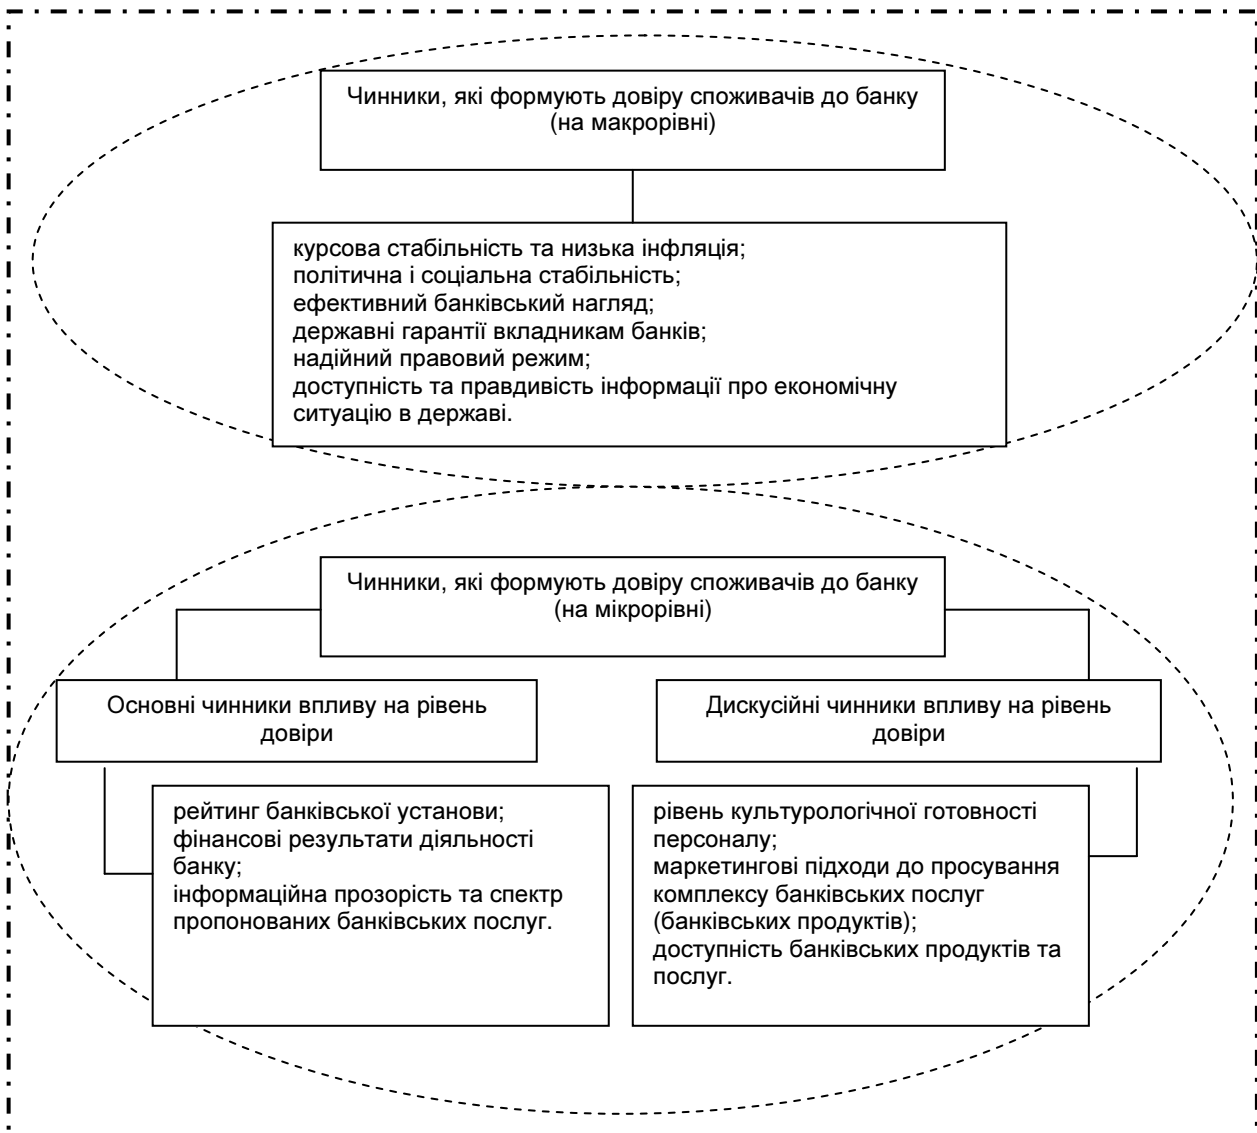 Чинники, які формують довіру споживачів до банку
(на макрорівні)
курсова стабільність та низька інфляція;
політична і соціальна стабільність;
ефективний банківський нагляд;
державні гарантії вкладникам банків;
надійний правовий режим;
доступність та правдивість інформації про економічну
ситуацію в державі.
Чинники, які формують довіру споживачів до банку
(на мікрорівні)
Основні чинники впливу на рівень
довіри
Дискусійні чинники впливу на рівень
довіри
рейтинг банківської установи;
фінансові результати діяльності
банку;
інформаційна прозорість та спектр
пропонованих банківських послуг.
рівень культурологічної готовності
персоналу;
маркетингові підходи до просування
комплексу банківських послуг
(банківських продуктів);
доступність банківських продуктів та
послуг.